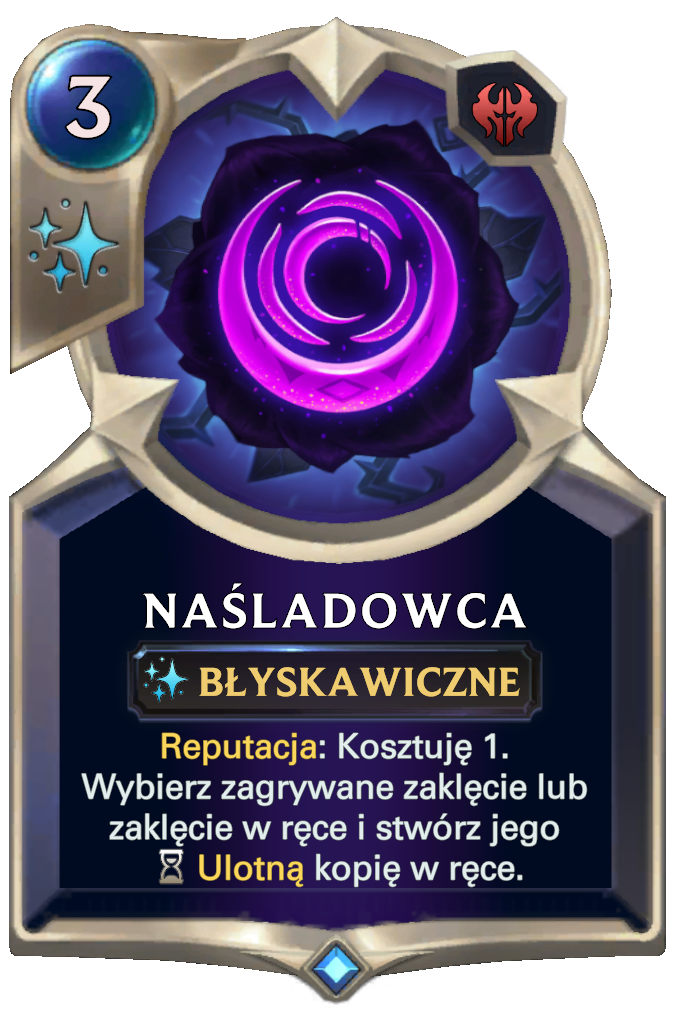 3
NAŚLADOWCA
BŁYSKAWICZNE
Reputacja: Kosztuję 1.
Wybierz zagrywane zaklęcie lub
zaklęcie w ręce i stwórz jego
Ulotną kopię w ręce.